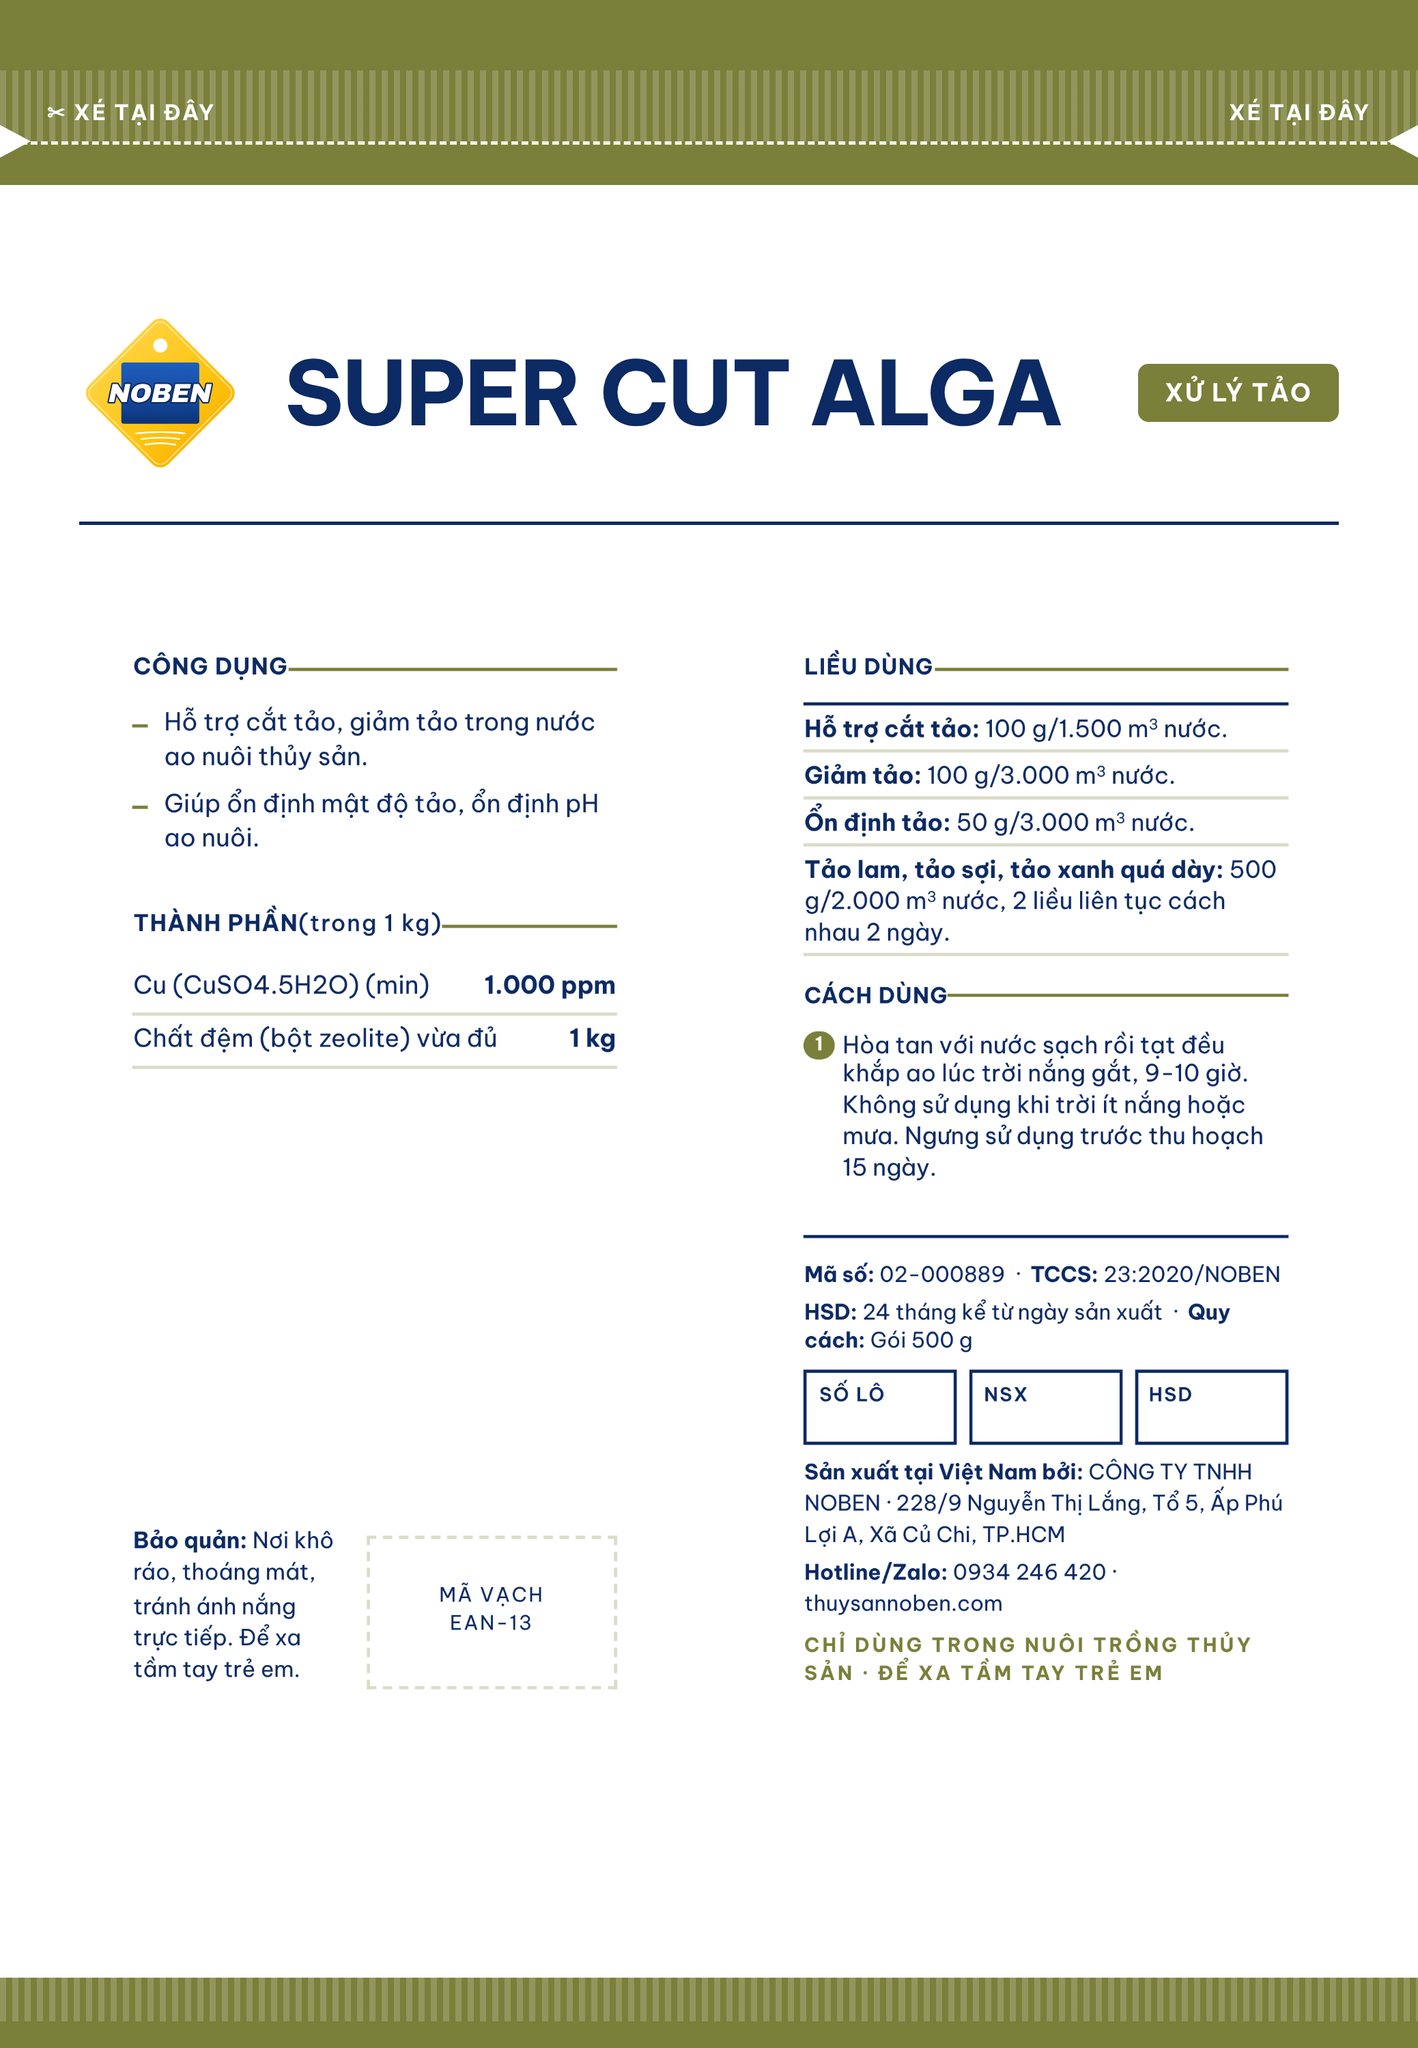 ✂ XÉ TẠI ĐÂY
XÉ TẠI ĐÂY
NOBEN
SUPER CUT ALGA
XỬ LÝ TẢO
CÔNG DỤNG
– Hỗ trợ cắt tảo, giảm tảo trong nước
ao nuôi thủy sản.
– Giúp ổn định mật độ tảo, ổn định pH
ao nuôi.
THÀNH PHẦN(trong 1 kg)
Cu (CuSO4.5H2O) (min) 1.000 ppm
Chất đệm (bột zeolite) vừa đủ 1 kg
Bảo quản: Nơi khô
ráo, thoáng mát,
tránh ánh nắng
trực tiếp. Để xa
tầm tay trẻ em.
MÃ VẠCH
EAN-13
LIỀU DÙNG
Hỗ trợ cắt tảo: 100 g/1.500 m³ nước.
Giảm tảo: 100 g/3.000 m³ nước.
Ổn định tảo: 50 g/3.000 m³ nước.
Tảo lam, tảo sợi, tảo xanh quá dày: 500
g/2.000 m³ nước, 2 liều liên tục cách
nhau 2 ngày.
CÁCH DÙNG
1 Hòa tan với nước sạch rồi tạt đều
khắp ao lúc trời nắng gắt, 9-10 giờ.
Không sử dụng khi trời ít nắng hoặc
mưa. Ngưng sử dụng trước thu hoạch
15 ngày.
Mã số: 02-000889 · TCCS: 23:2020/NOBEN
HSD: 24 tháng kể từ ngày sản xuất · Quy
cách: Gói 500 g
SỐ LÔ
NSX
HSD
Sản xuất tại Việt Nam bởi: CÔNG TY TNHH
NOBEN · 228/9 Nguyễn Thị Lắng, Tổ 5, Ấp Phú
Lợi A, Xã Củ Chi, TP.HCM
Hotline/Zalo: 0934 246 420 ·
thuysannoben.com
CHỈ DÙNG TRONG NUÔI TRỒNG THỦY
SẢN · ĐỂ XA TẦM TAY TRẺ EM